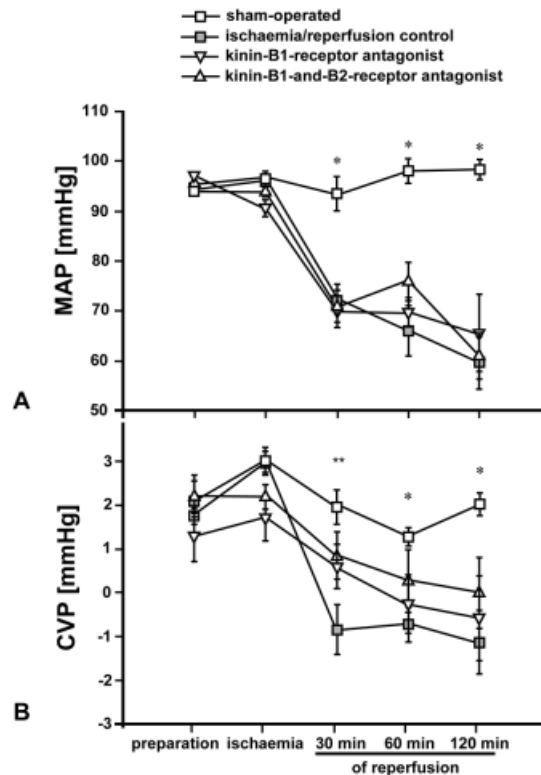 sham-operated
ischaemia/reperfusion control
kinin-B1-receptor antagonist
kinin-B1-and-B2-receptor antagonist
110
100
90
80
70
60
50
MAP [mmHg]
*
*
*
A
3
2
1
0
-1
-2
-3
CVP [mmHg]
**
*
*
B
preparation ischaemia 30 min 60 min 120 min
of reperfusion